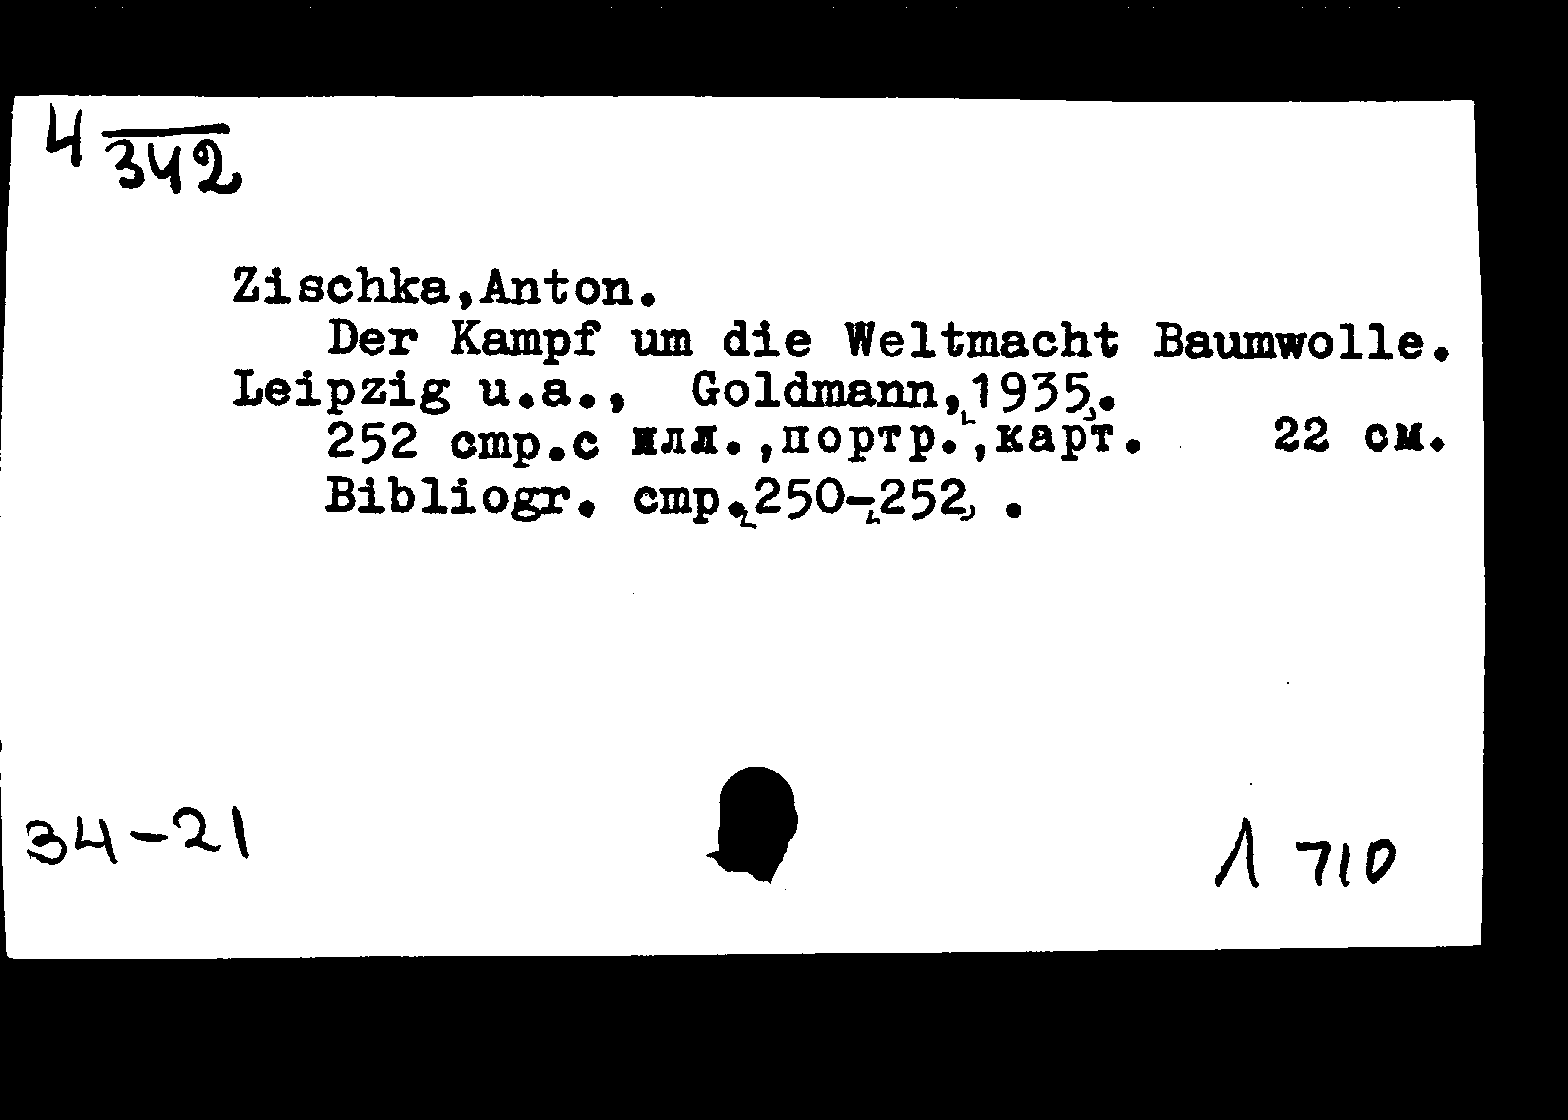 4 342
Zischka,Anton.
Der Kampf um die Weltmacht Baumwolle.
Leipzig u.a., Goldmann,1935.
252 стр.с илл.,портр.,карт. 22 см.
Bibliogr. стр.250-252 .
34-21
Л 710